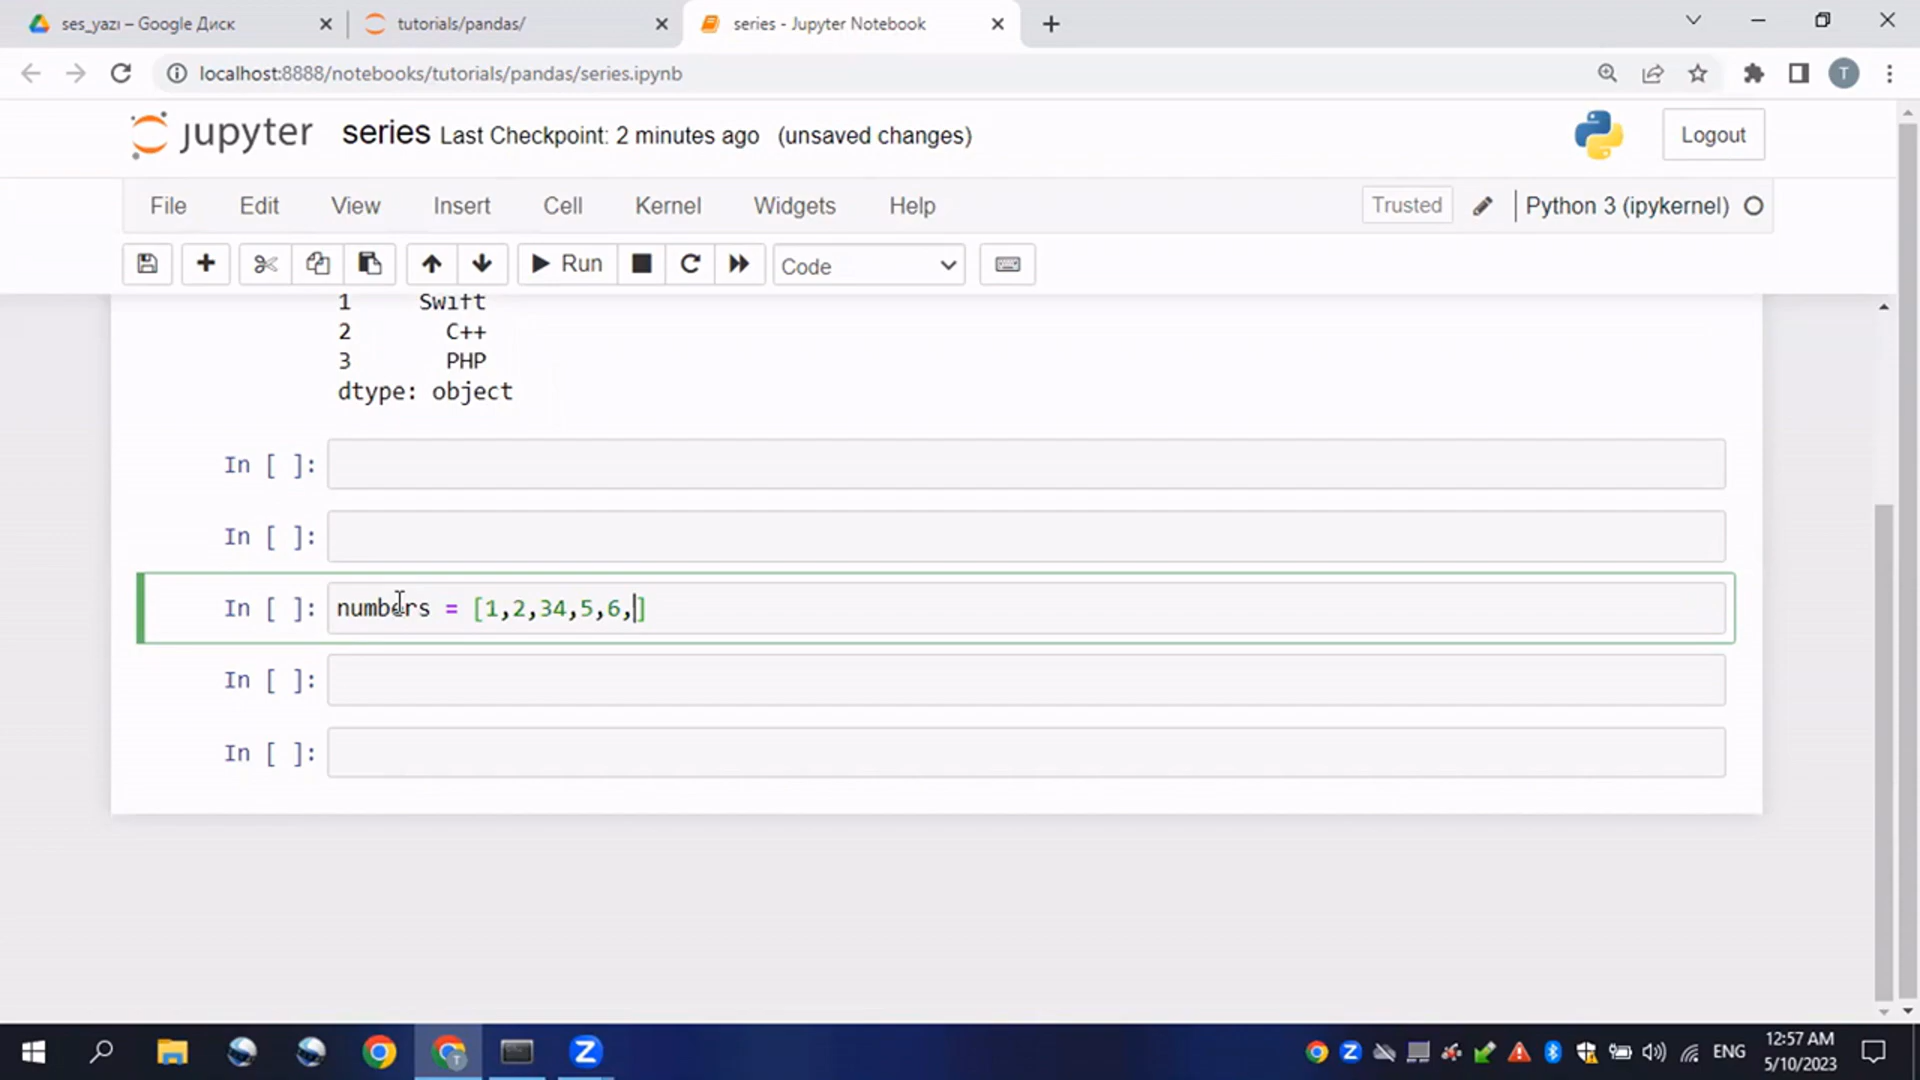 ses_yazı – Google Диск
tutorials/pandas/
series - Jupyter Notebook
localhost:8888/notebooks/tutorials/pandas/series.ipynb
T
jupyter series Last Checkpoint: 2 minutes ago (unsaved changes)
Logout
File Edit View Insert Cell Kernel Widgets Help
Trusted Python 3 (ipykernel)
Run Code
1 Swift
2 C++
3 PHP
dtype: object
In [ ]:
In [ ]:
In [ ]: numbers = [1,2,34,5,6,]
In [ ]:
In [ ]:
ENG
12:57 AM
5/10/2023